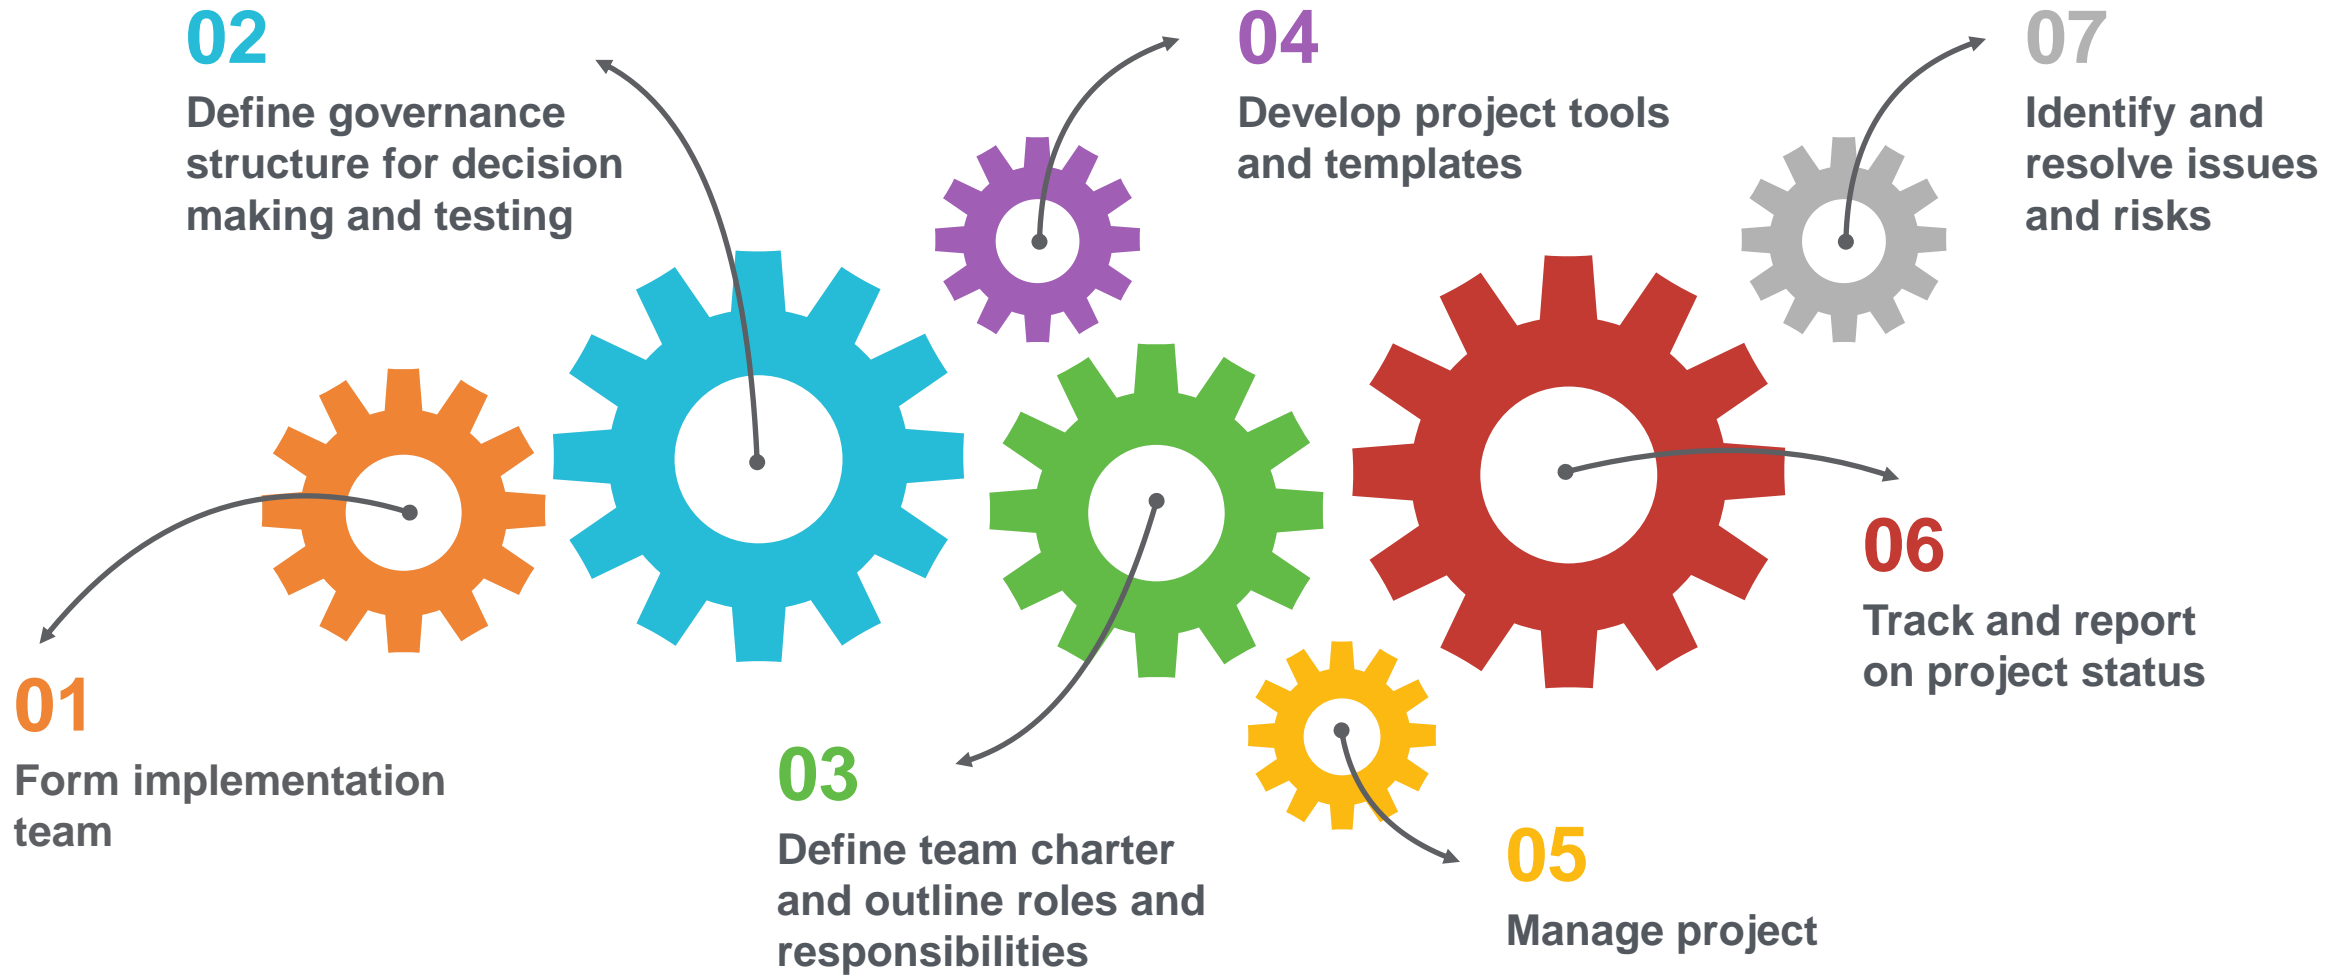 01
Form implementation
team
02
Define governance
structure for decision
making and testing
03
Define team charter
and outline roles and
responsibilities
04
Develop project tools
and templates
05
Manage project
06
Track and report
on project status
07
Identify and
resolve issues
and risks